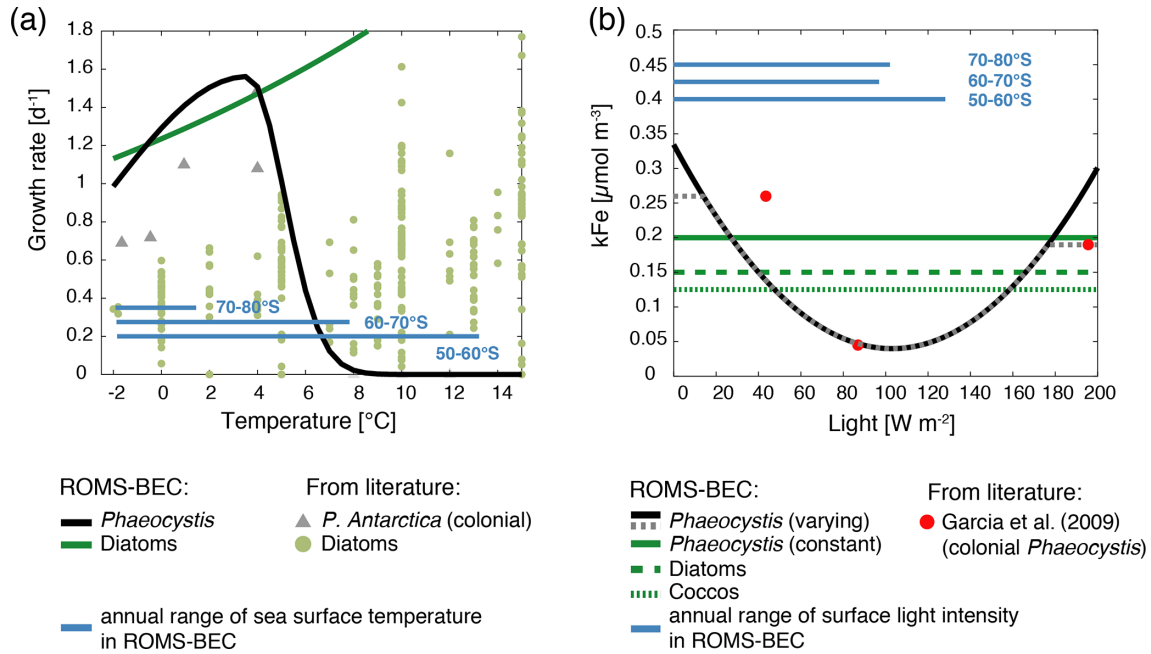 (a)
1.8
1.6
1.4
1.2
1
0.8
0.6
0.4
0.2
0
Growth rate [d-1]
70-80°S
60-70°S
50-60°S
-2 0 2 4 6 8 10 12 14
Temperature [°C]
ROMS-BEC:
Phaeocystis
Diatoms
From literature:
P. Antarctica (colonial)
Diatoms
annual range of sea surface temperature
in ROMS-BEC
(b)
0.5
0.45
0.4
0.35
0.3
0.25
0.2
0.15
0.1
0.05
0
kFe [µmol m-3]
70-80°S
60-70°S
50-60°S
0 20 40 60 80 100 120 140 160 180 200
Light [W m-2]
ROMS-BEC:
Phaeocystis (varying)
Phaeocystis (constant)
Diatoms
Coccos
annual range of surface light intensity
in ROMS-BEC
From literature:
Garcia et al. (2009)
(colonial Phaeocystis)